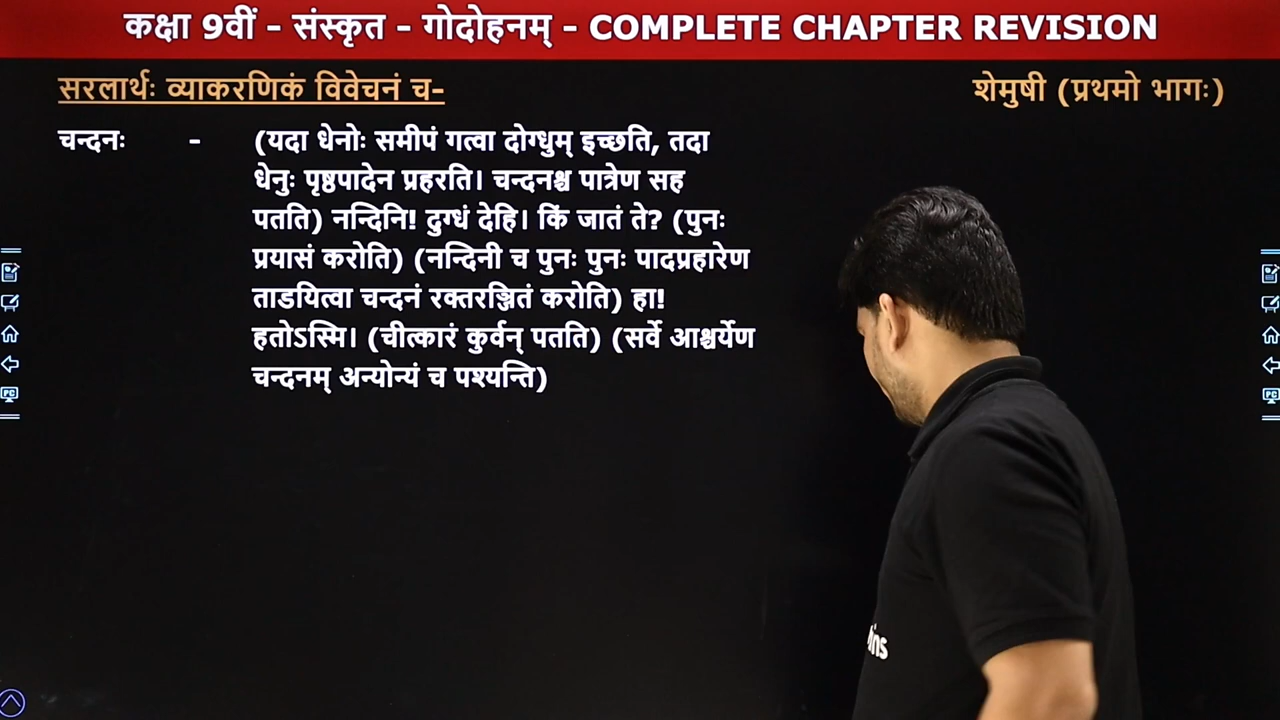 कक्षा 9वीं – संस्कृत – गोदोहनम् – COMPLETE CHAPTER REVISION
सरलार्थः व्याकरणिकं विवेचनं च-
शेमुषी (प्रथमो भागः)
चन्दनः - (यदा धेनोः समीपं गत्वा दोग्धुम् इच्छति, तदा
धेनुः पृष्ठपादेन प्रहरति। चन्दनश्च पात्रेण सह
पतति) नन्दिनि! दुग्धं देहि। किं जातं ते? (पुनः
प्रयासं करोति) (नन्दिनी च पुनः पुनः पादप्रहारेण
ताडयित्वा चन्दनं रक्तरञ्जितं करोति) हा!
हतोऽस्मि। (चीत्कारं कुर्वन् पतति) (सर्वे आश्चर्येण
चन्दनम् अन्योन्यं च पश्यन्ति)
PC
PC